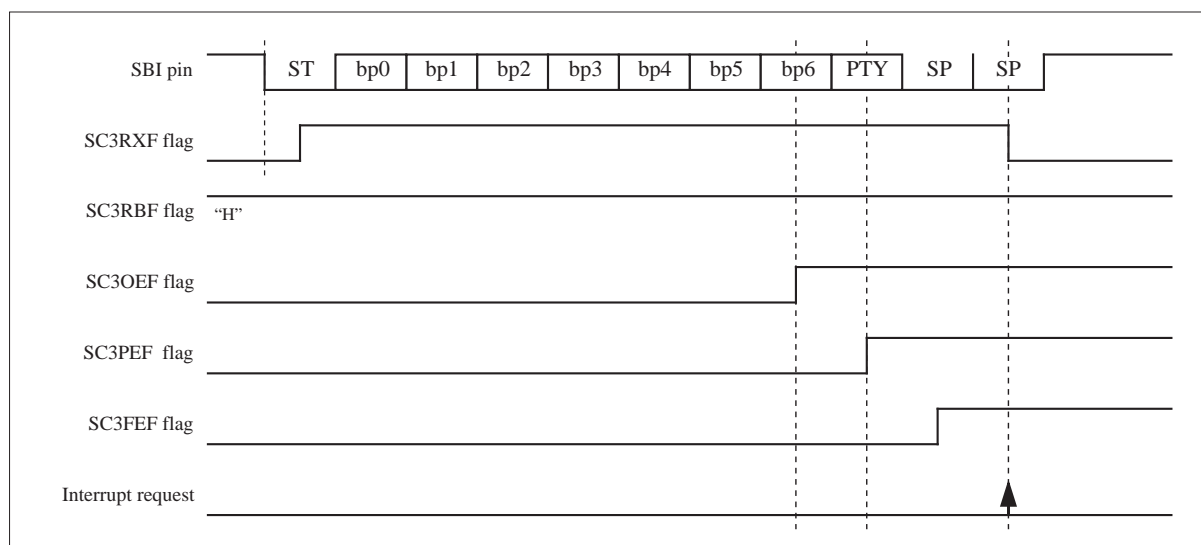 SBI pin ST bp0 bp1 bp2 bp3 bp4 bp5 bp6 PTY SP SP
SC3RXF flag
SC3RBF flag “H”
SC3OEF flag
SC3PEF flag
SC3FEF flag
Interrupt request